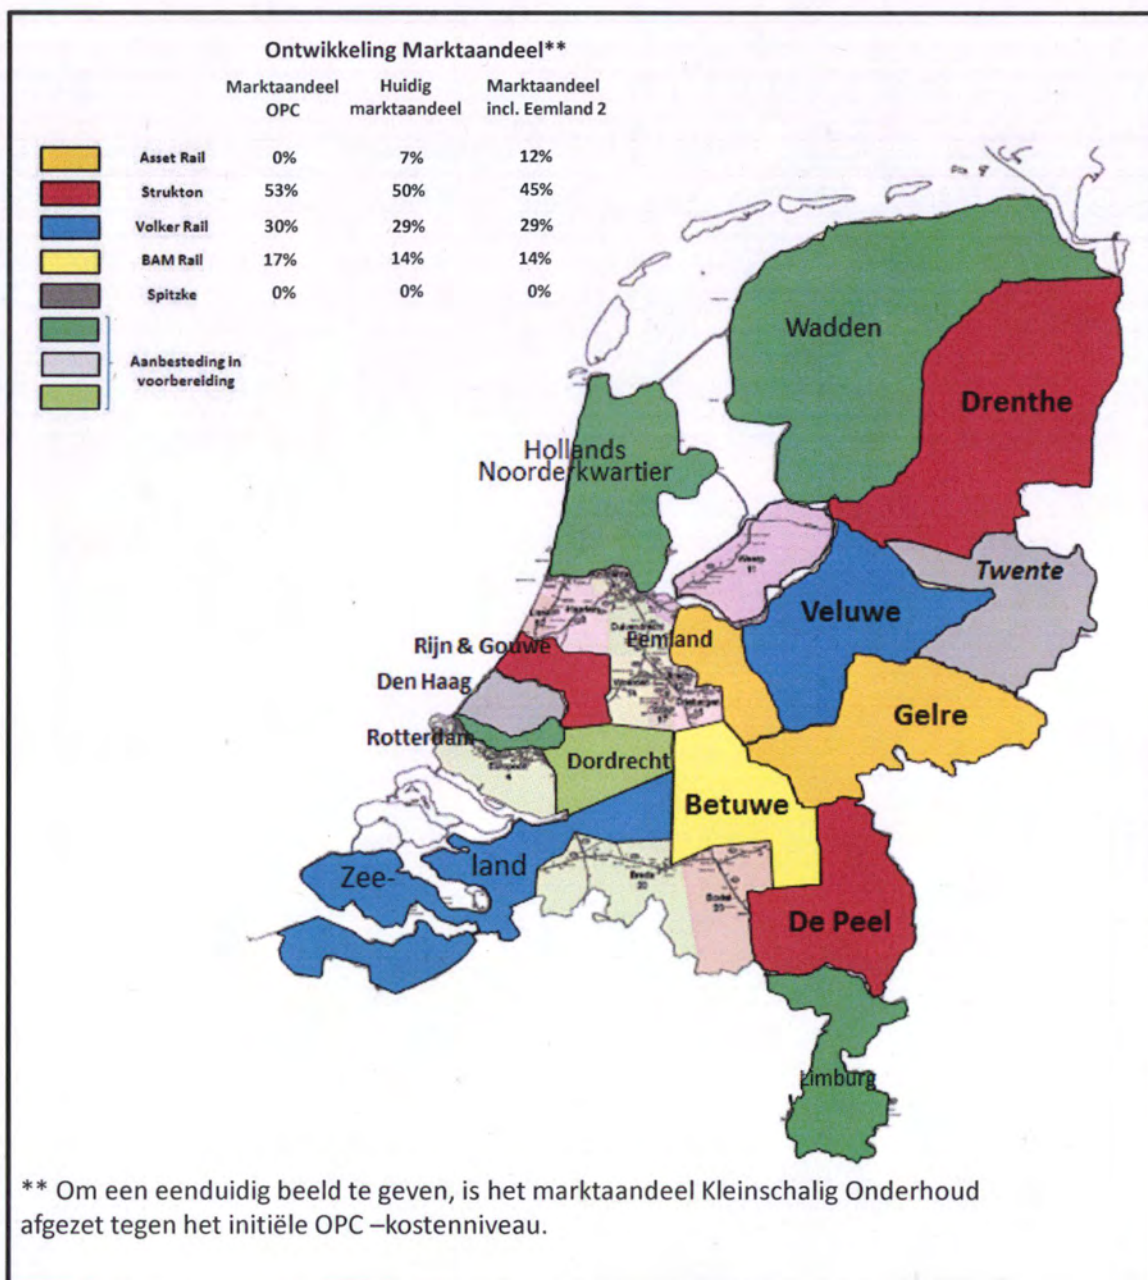 Ontwikkeling Marktaandeel**
Marktaandeel OPC
Huidig marktaandeel
Marktaandeel incl. Eemland 2
Asset Rail 0% 7% 12%
Strukton 53% 50% 45%
Volker Rail 30% 29% 29%
BAM Rail 17% 14% 14%
Spitzke 0% 0% 0%
Aanbesteding in
voorbereiding
Wadden
Drenthe
Hollands
Noorderkwartier
Twente
Veluwe
Eemland
Rijn & Gouwe
Den Haag
Gelre
Rotterdam
Dordrecht
Betuwe
Zee-
land
Breda
20
De Peel
Limburg
** Om een eenduidig beeld te geven, is het marktaandeel Kleinschalig Onderhoud
afgezet tegen het initiële OPC –kostenniveau.